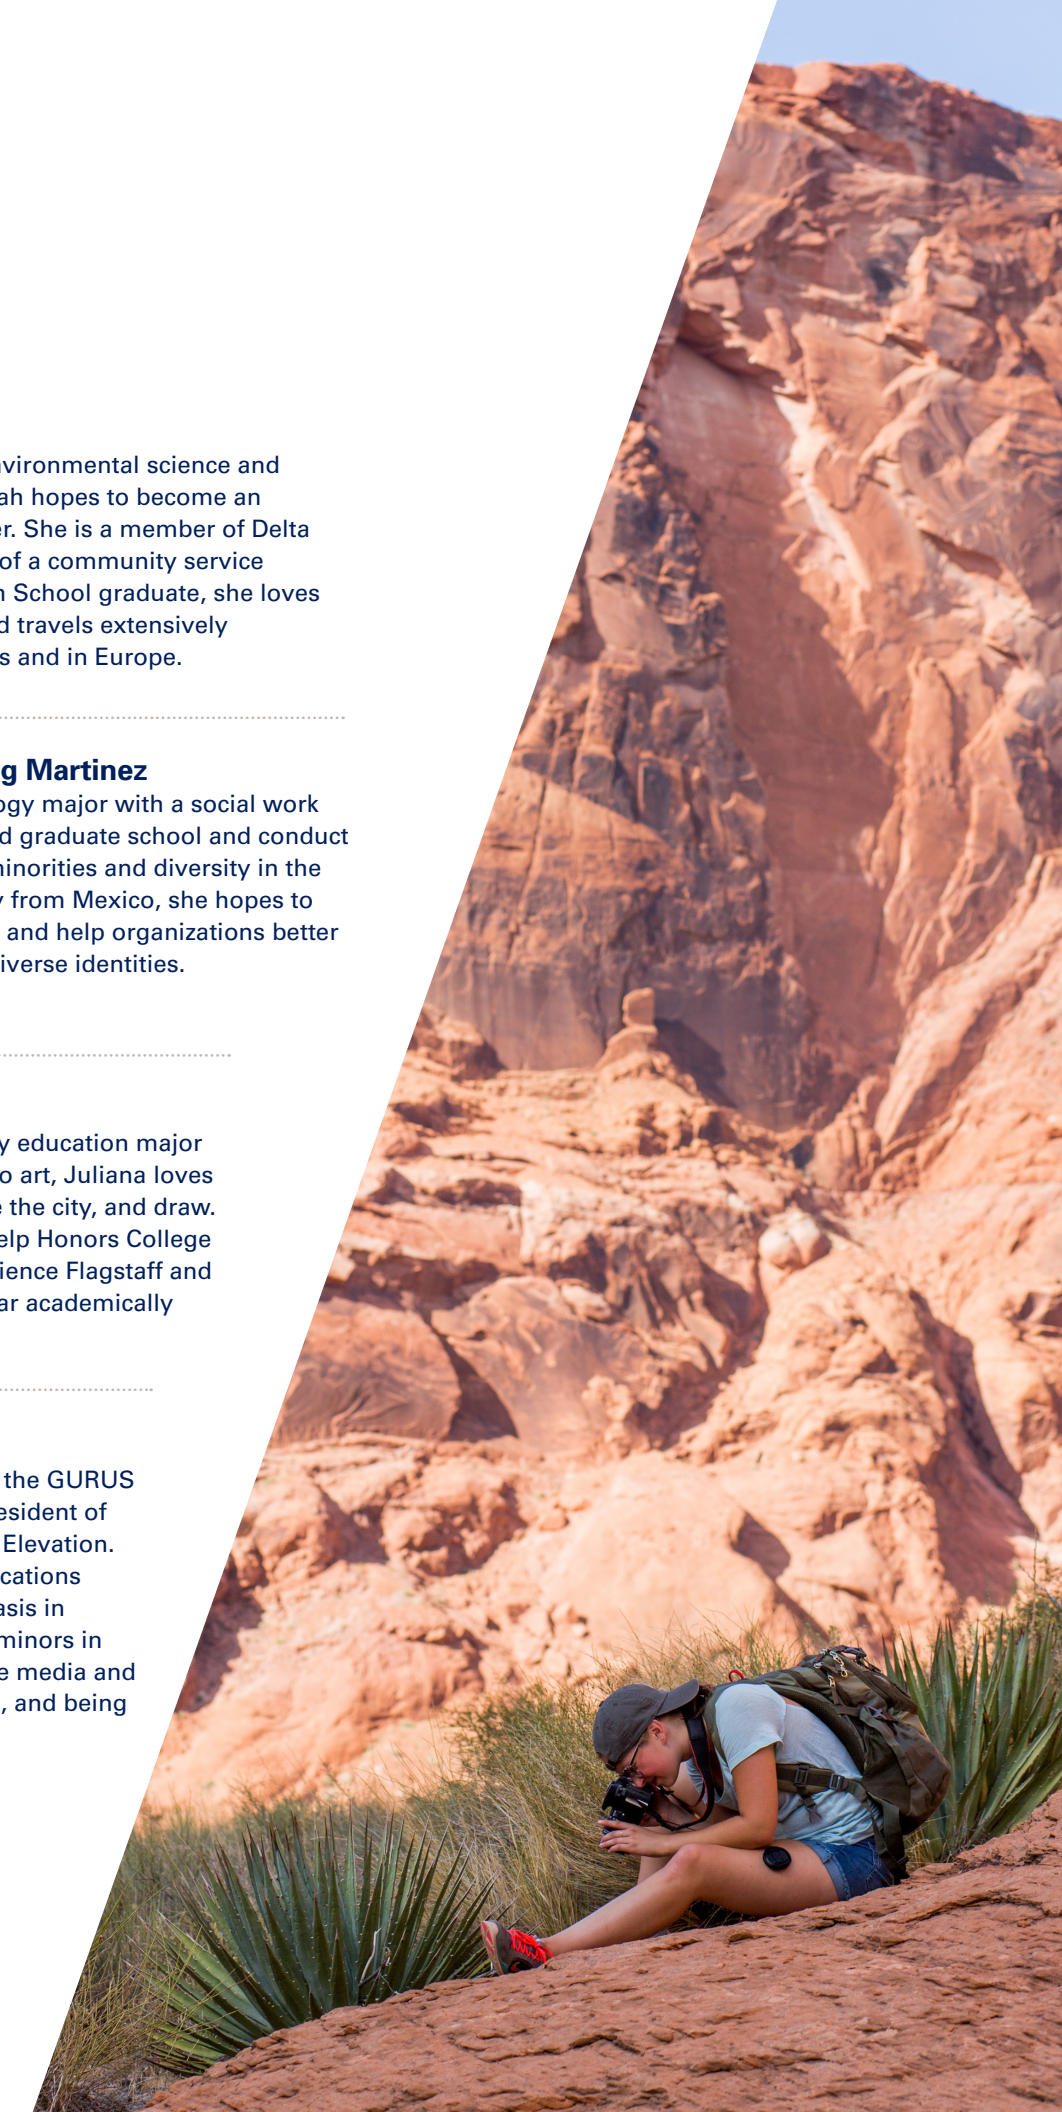 nvironmental science and
ah hopes to become an
er. She is a member of Delta
of a community service
h School graduate, she loves
d travels extensively
s and in Europe.
g Martinez
ogy major with a social work
d graduate school and conduct
minorities and diversity in the
y from Mexico, she hopes to
and help organizations better
iverse identities.
y education major
o art, Juliana loves
e the city, and draw.
elp Honors College
ience Flagstaff and
ar academically
the GURUS
esident of
Elevation.
cations
asis in
minors in
e media and
, and being